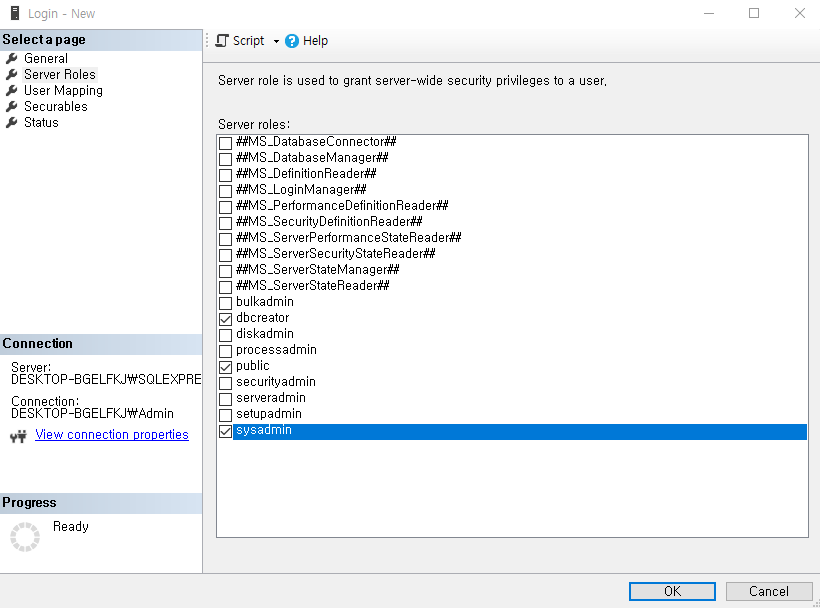 Login - New
Select a page
General
Server Roles
User Mapping
Securables
Status
Script
Help
Server role is used to grant server-wide security privileges to a user.
Server roles:
##MS_DatabaseConnector##
##MS_DatabaseManager##
##MS_DefinitionReader##
##MS_LoginManager##
##MS_PerformanceDefinitionReader##
##MS_SecurityDefinitionReader##
##MS_ServerPerformanceStateReader##
##MS_ServerSecurityStateReader##
##MS_ServerStateManager##
##MS_ServerStateReader##
bulkadmin
dbcreator
diskadmin
processadmin
public
securityadmin
serveradmin
setupadmin
sysadmin
Connection
Server:
DESKTOP-BGELFKJ₩SQLEXPRE
Connection:
DESKTOP-BGELFKJ₩Admin
View connection properties
Progress
Ready
OK
Cancel